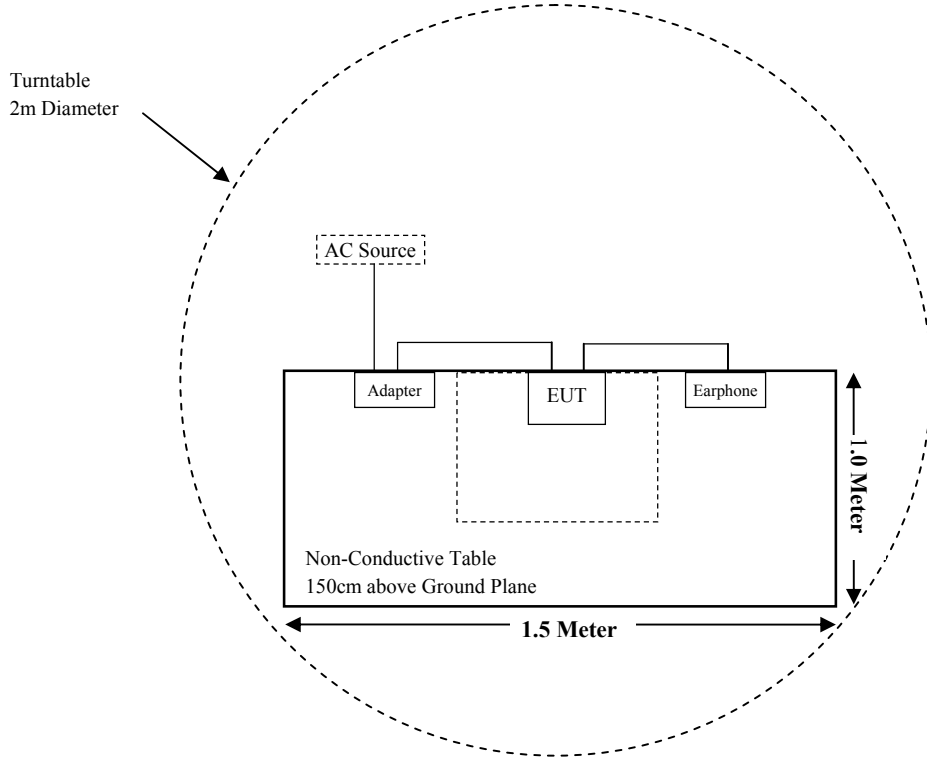 Turntable
2m Diameter
AC Source
Adapter
EUT
Earphone
1.0 Meter
Non-Conductive Table
150cm above Ground Plane
1.5 Meter